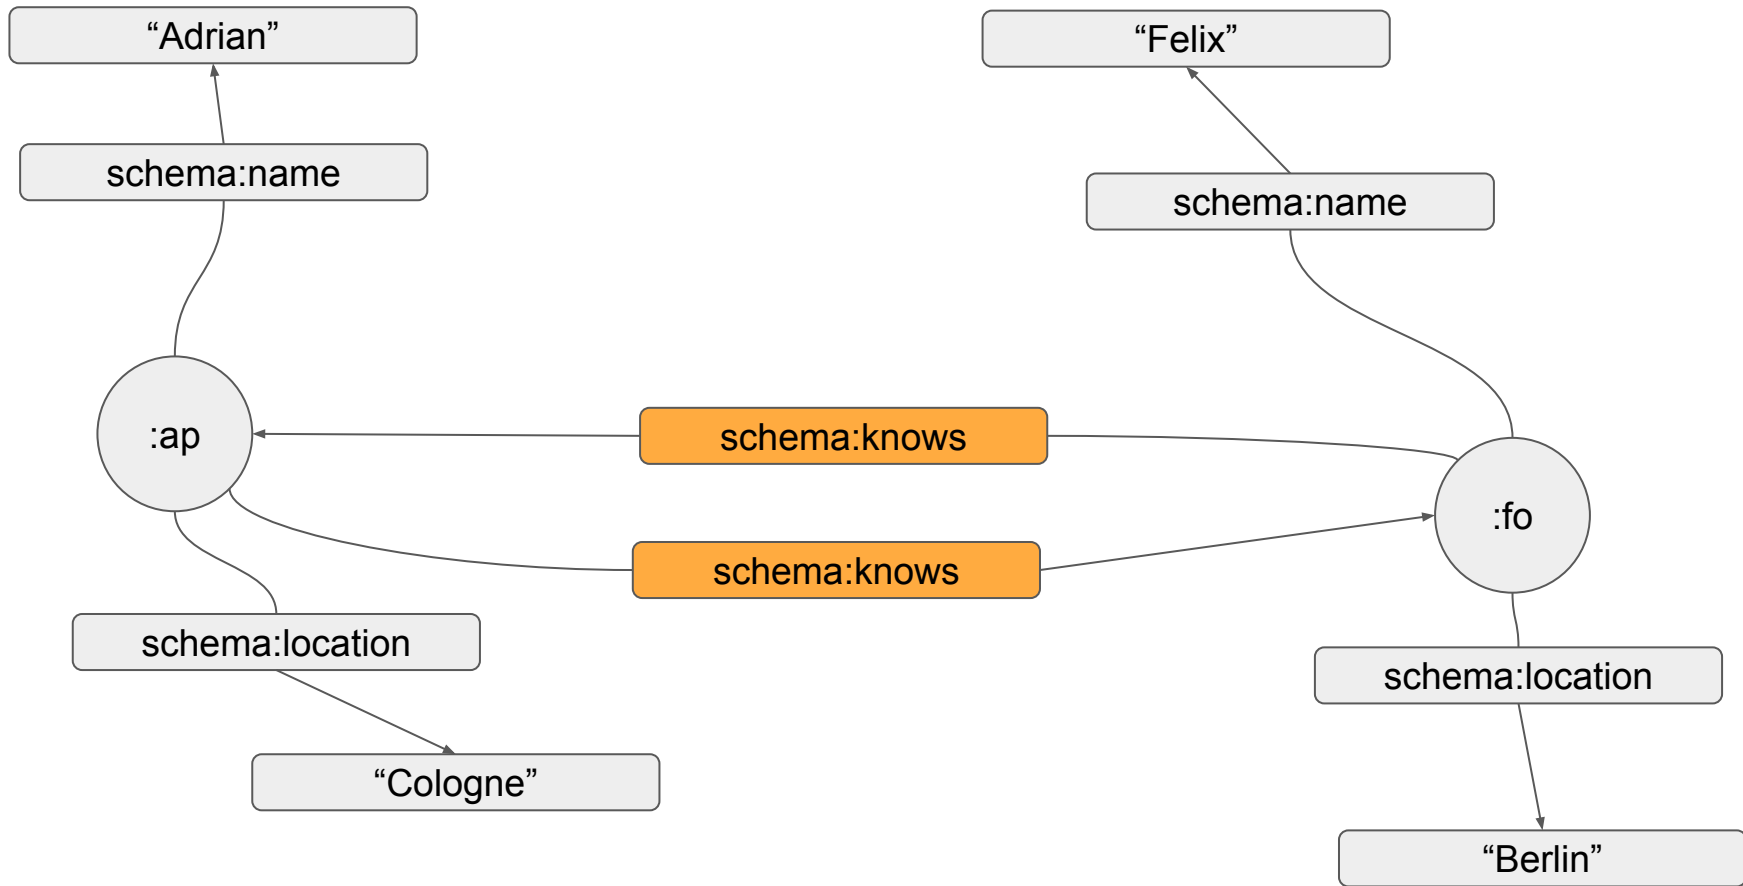 “Adrian”
“Felix”
schema:name
schema:name
:ap
schema:knows
:fo
schema:knows
schema:location
schema:location
“Cologne”
“Berlin”